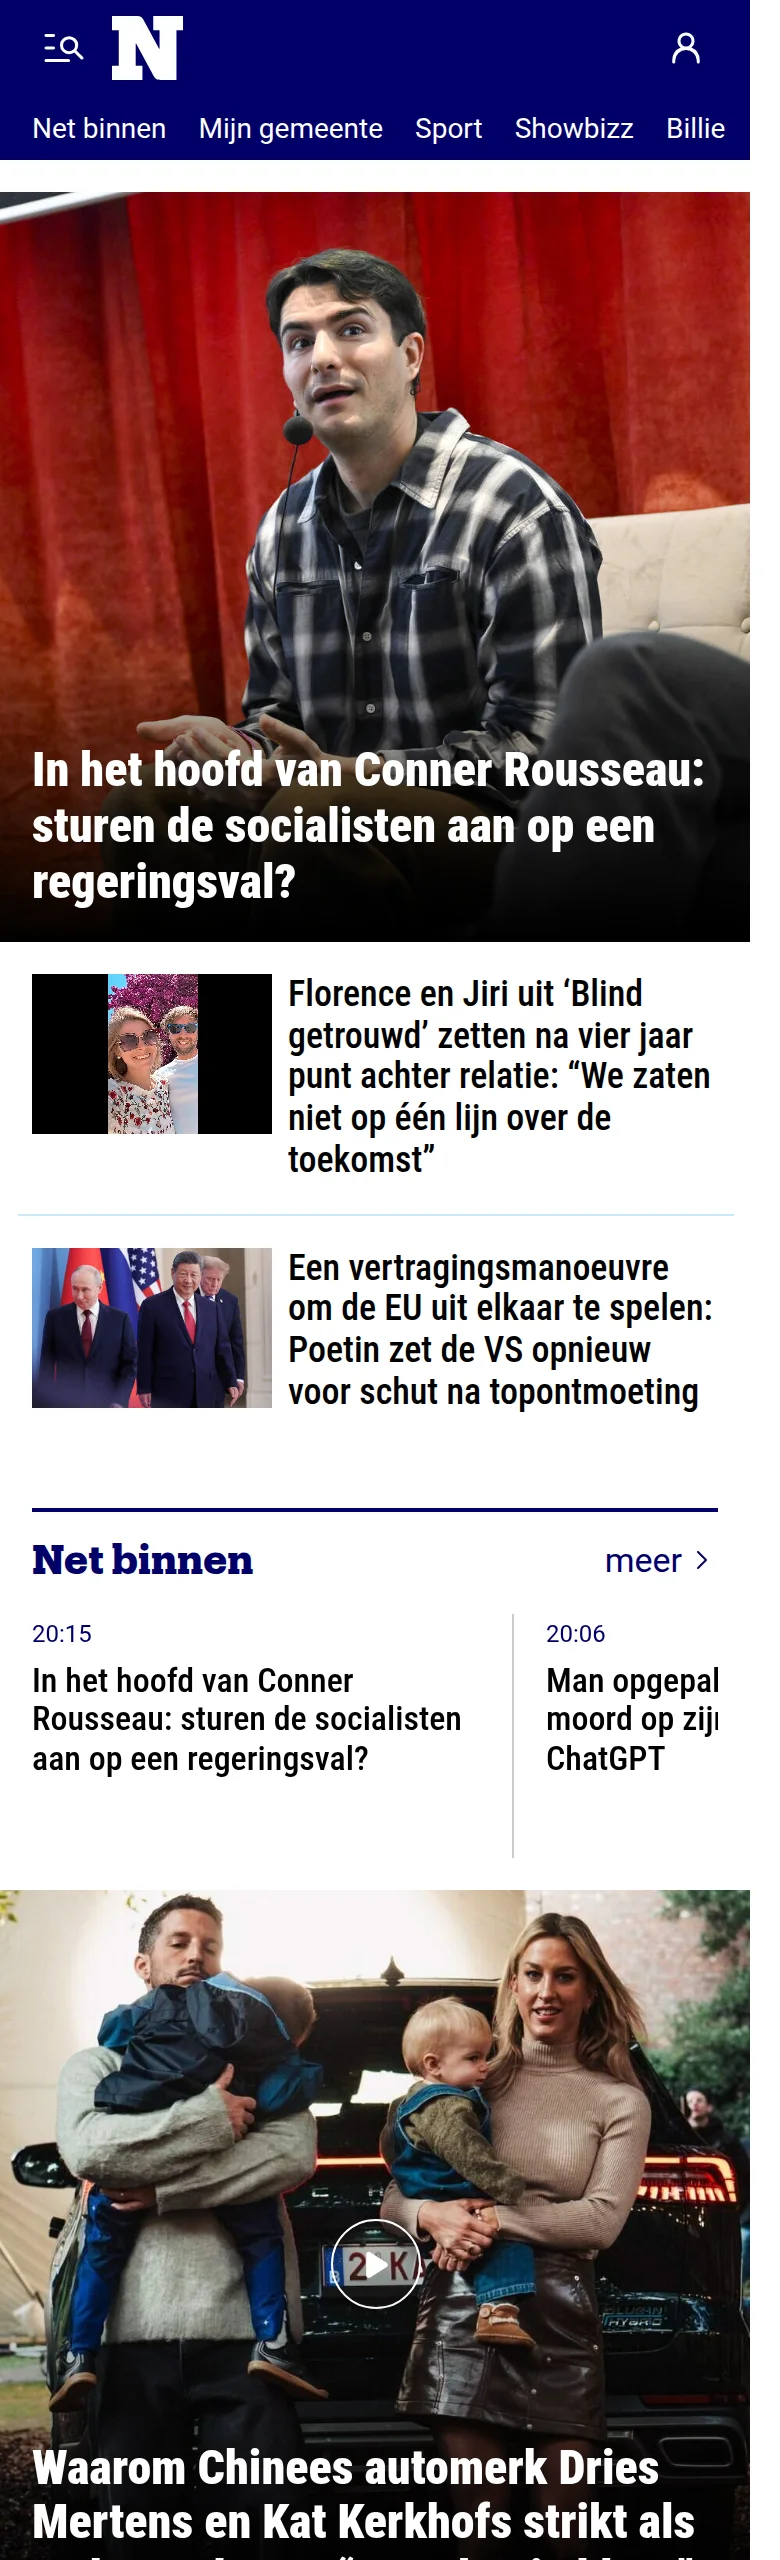 N
Net binnen Mijn gemeente Sport Showbizz Billie
In het hoofd van Conner Rousseau:
sturen de socialisten aan op een
regeringsval?
Florence en Jiri uit ‘Blind
getrouwd’ zetten na vier jaar
punt achter relatie: “We zaten
niet op één lijn over de
toekomst”
Een vertragingsmanoeuvre
om de EU uit elkaar te spelen:
Poetin zet de VS opnieuw
voor schut na topontmoeting
Net binnen
meer
20:15
In het hoofd van Conner
Rousseau: sturen de socialisten
aan op een regeringsval?
20:06
Man opgepa
moord op zij
ChatGPT
PLUG-IN
HYBRID
Waarom Chinees automerk Dries
Mertens en Kat Kerkhofs strikt als